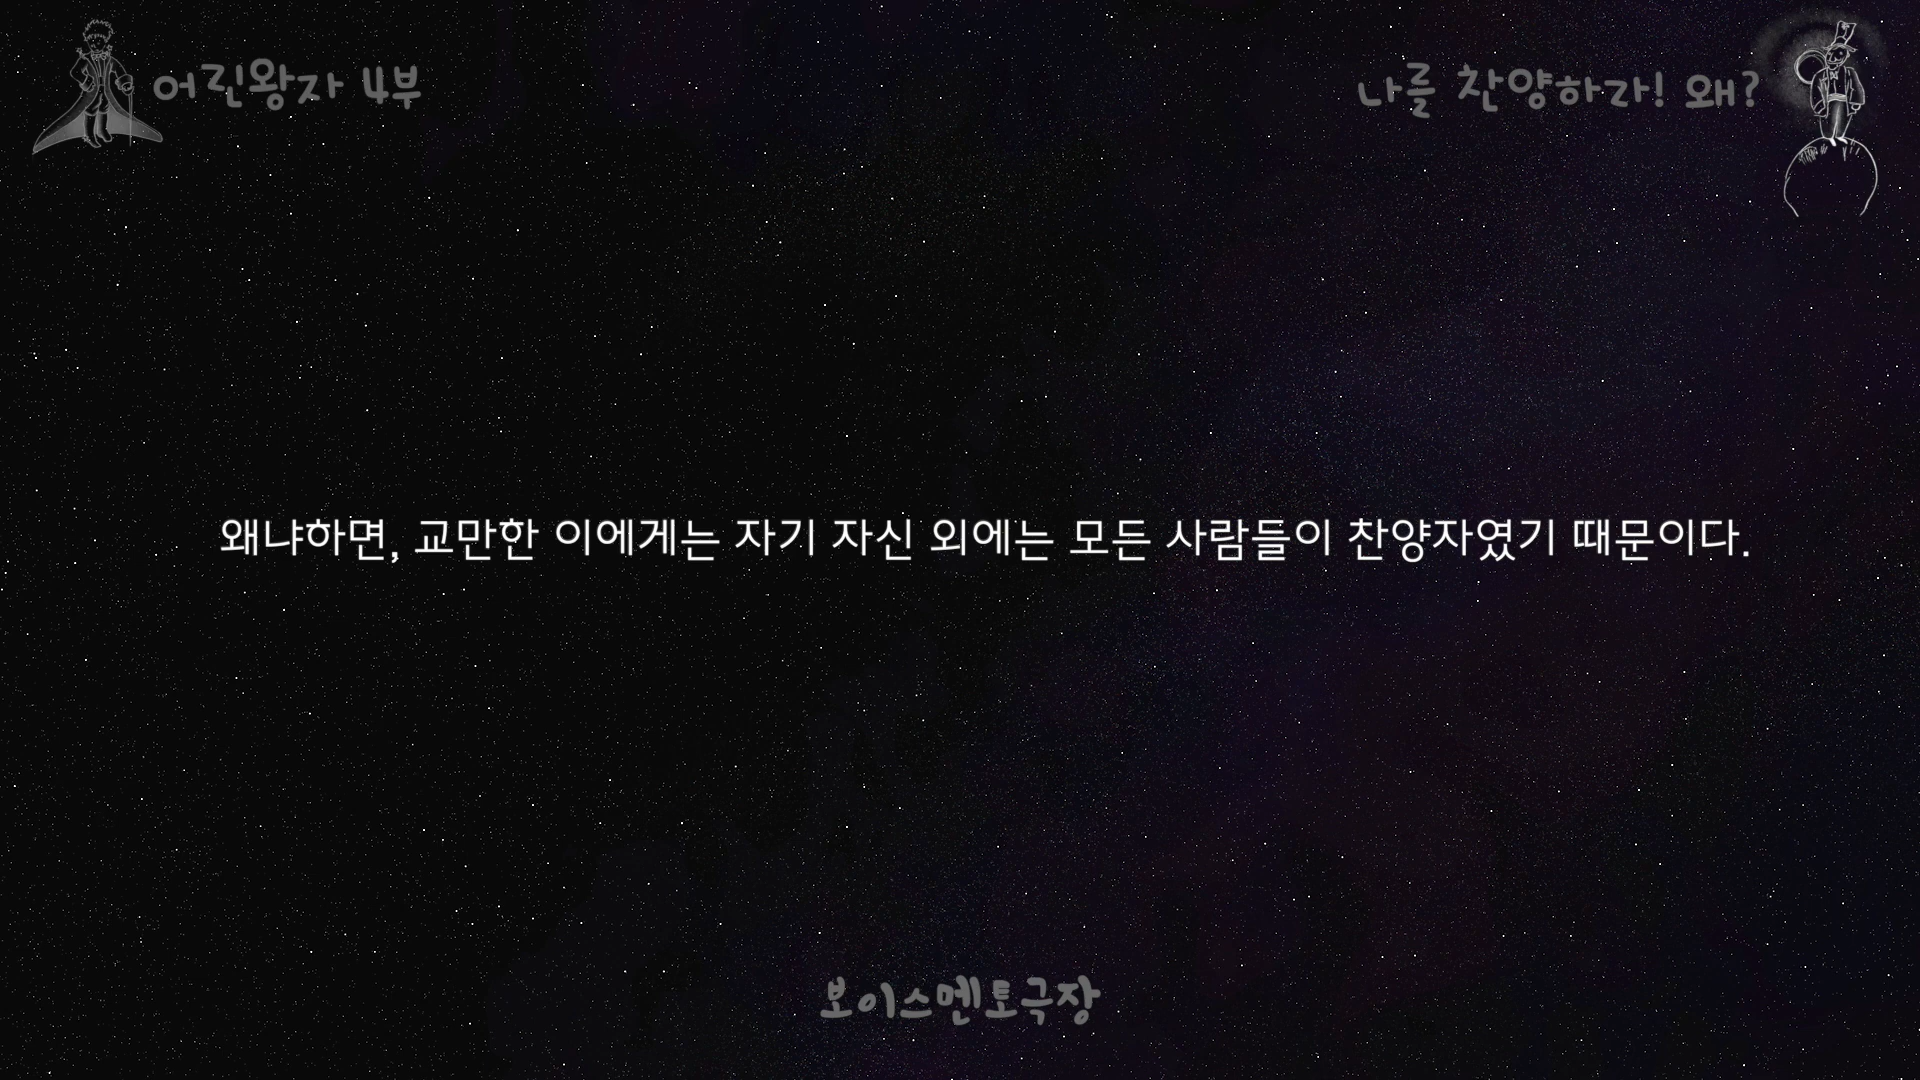 어린왕자 4부
나를 찬양하라! 왜?
왜냐하면, 교만한 이에게는 자기 자신 외에는 모든 사람들이 찬양자였기 때문이다.
보이스멘토극장